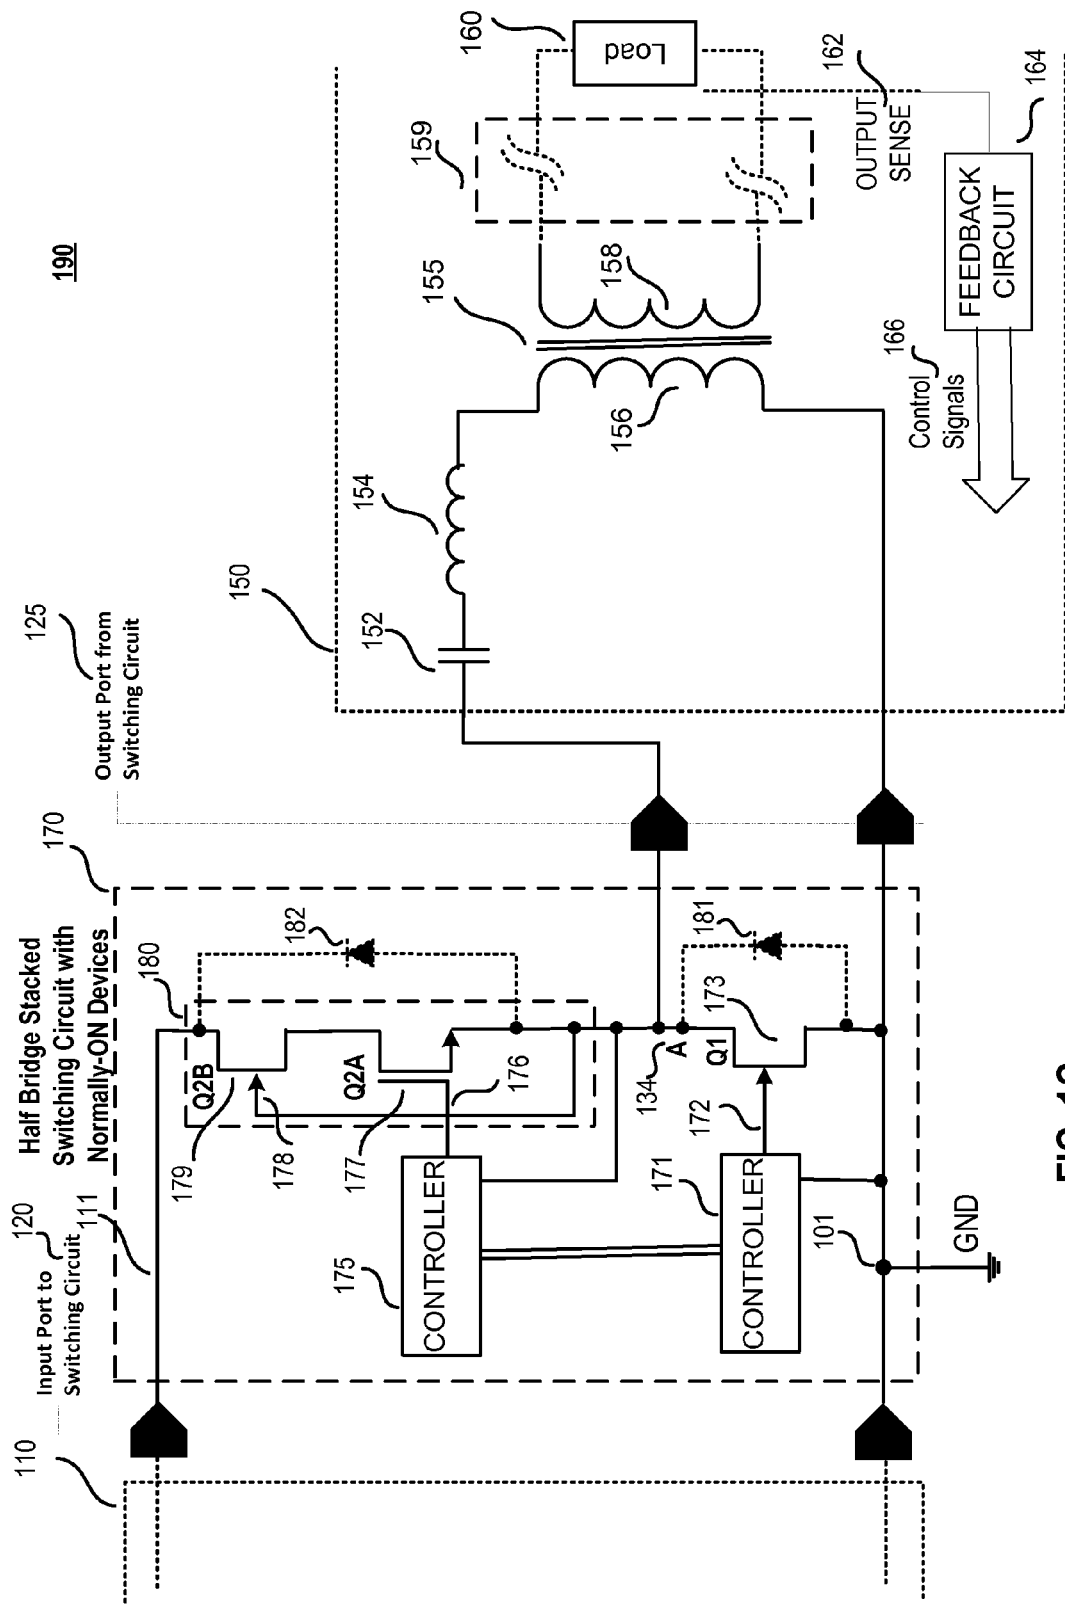 190
110
Input Port to
Switching Circuit
120
111
Half Bridge Stacked
Switching Circuit with
Normally-ON Devices
170
Output Port from
Switching Circuit
125
150
180
182
Q2B
179
178
Q2A
177
176
CONTROLLER
175
134
A
Q1
173
181
172
171
CONTROLLER
101
GND
152
154
155
156
158
159
160
Load
162
OUTPUT
SENSE
164
FEEDBACK
CIRCUIT
166
Control
Signals